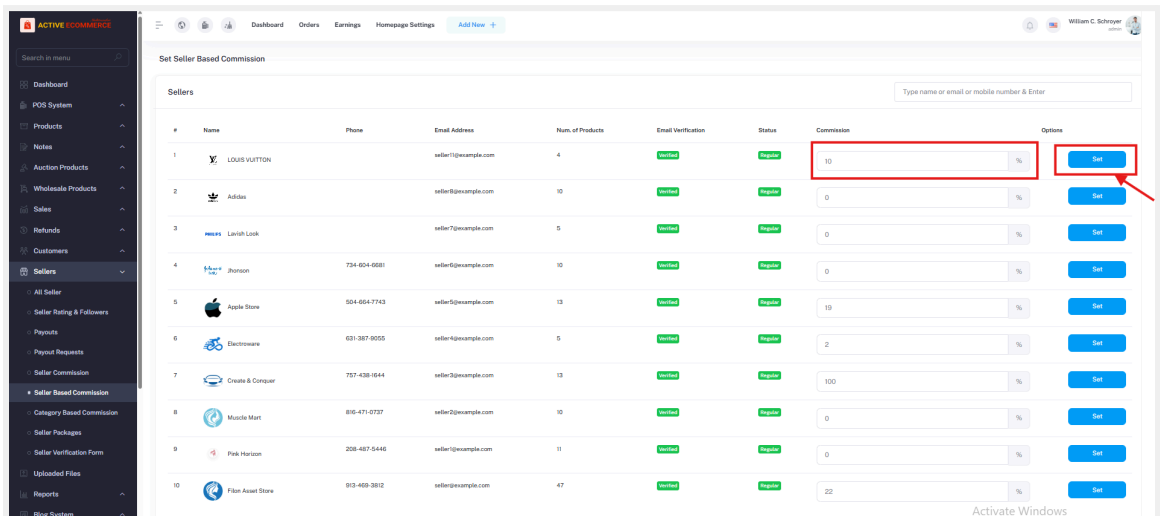 ACTIVE ECOMMERCE
Dashboard Orders Earnings Homepage Settings Add New +
William C. Schroyer
admin
Search in menu
Dashboard
POS System
Products
Notes
Auction Products
Wholesale Products
Sales
Refunds
Customers
Sellers
All Seller
Seller Rating & Followers
Payouts
Payout Requests
Seller Commission
Seller Based Commission
Category Based Commission
Seller Packages
Seller Verification Form
Uploaded Files
Reports
Blog System
Set Seller Based Commission
Sellers
Type name or email or mobile number & Enter
# Name Phone Email Address Num. of Products Email Verification Status Commission Options
1 LOUIS VUITTON seller11@example.com 4 Verified Regular 10 % Set
2 Adidas seller8@example.com 10 Verified Regular 0 % Set
3 PHILIPS Lavish Look seller7@example.com 5 Verified Regular 0 % Set
4 Jhonson 734-604-6681 seller6@example.com 10 Verified Regular 0 % Set
5 Apple Store 504-664-7743 seller5@example.com 13 Verified Regular 19 % Set
6 Electroware 631-387-9055 seller4@example.com 5 Verified Regular 2 % Set
7 Create & Conquer 757-438-1644 seller3@example.com 13 Verified Regular 100 % Set
8 Muscle Mart 816-471-0737 seller2@example.com 10 Verified Regular 0 % Set
9 Pink Horizon 208-487-5446 seller1@example.com 11 Verified Regular 0 % Set
10 Filon Asset Store 913-469-3812 seller@example.com 47 Verified Regular 22 % Set
Activate Windows